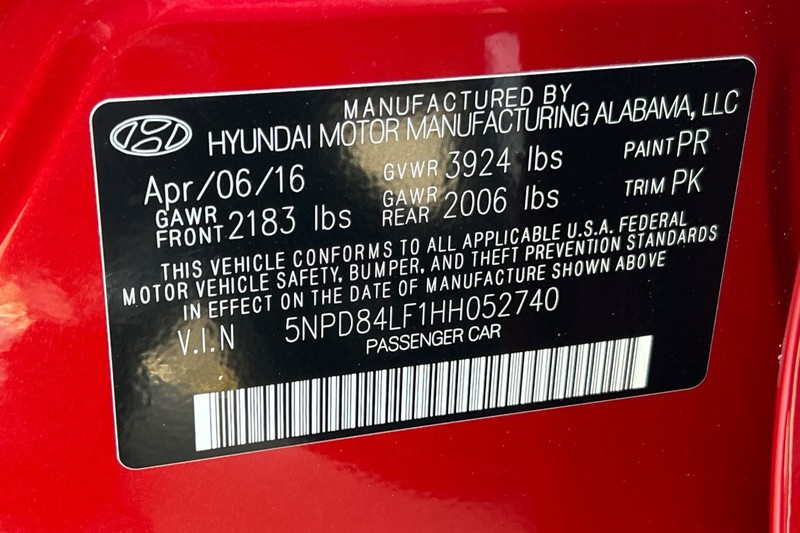 MANUFACTURED BY
HYUNDAI MOTOR MANUFACTURING ALABAMA, LLC
Apr/06/16 GVWR 3924 lbs PAINT PR
GAWR FRONT 2183 lbs GAWR REAR 2006 lbs TRIM PK
THIS VEHICLE CONFORMS TO ALL APPLICABLE U.S.A. FEDERAL
MOTOR VEHICLE SAFETY, BUMPER, AND THEFT PREVENTION STANDARDS
IN EFFECT ON THE DATE OF MANUFACTURE SHOWN ABOVE
V.I.N 5NPD84LF1HH052740
PASSENGER CAR